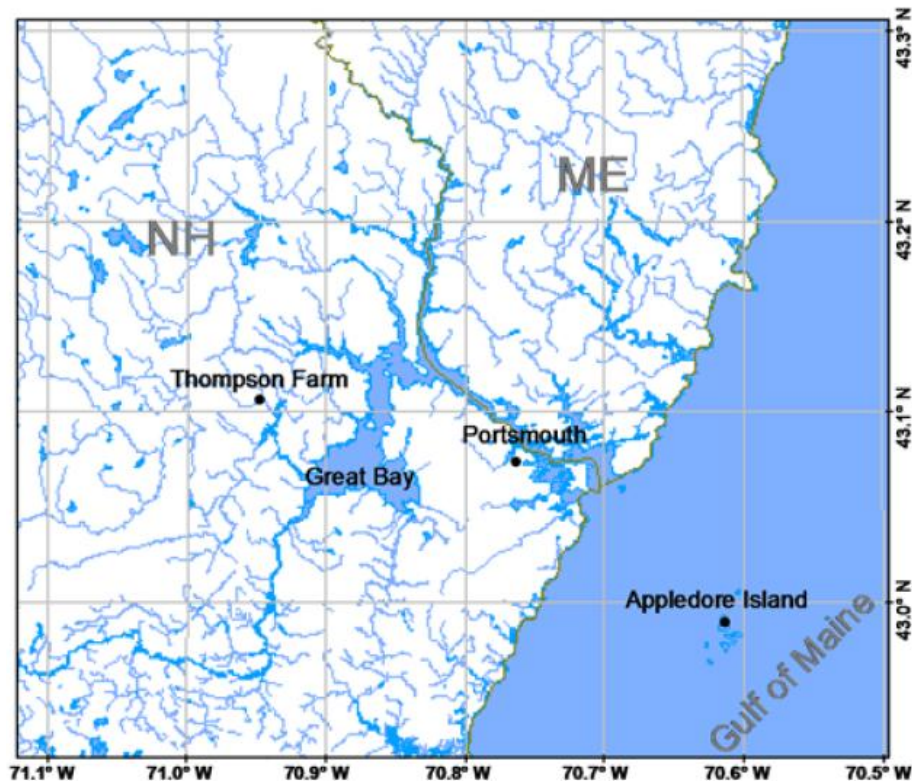 43.3° N
ME
NH
43.2° N
Thompson Farm
43.1° N
Portsmouth
Great Bay
Appledore Island
43.0° N
Gulf of Maine
71.1° W
71.0° W
70.9° W
70.8° W
70.7° W
70.6° W
70.5° W